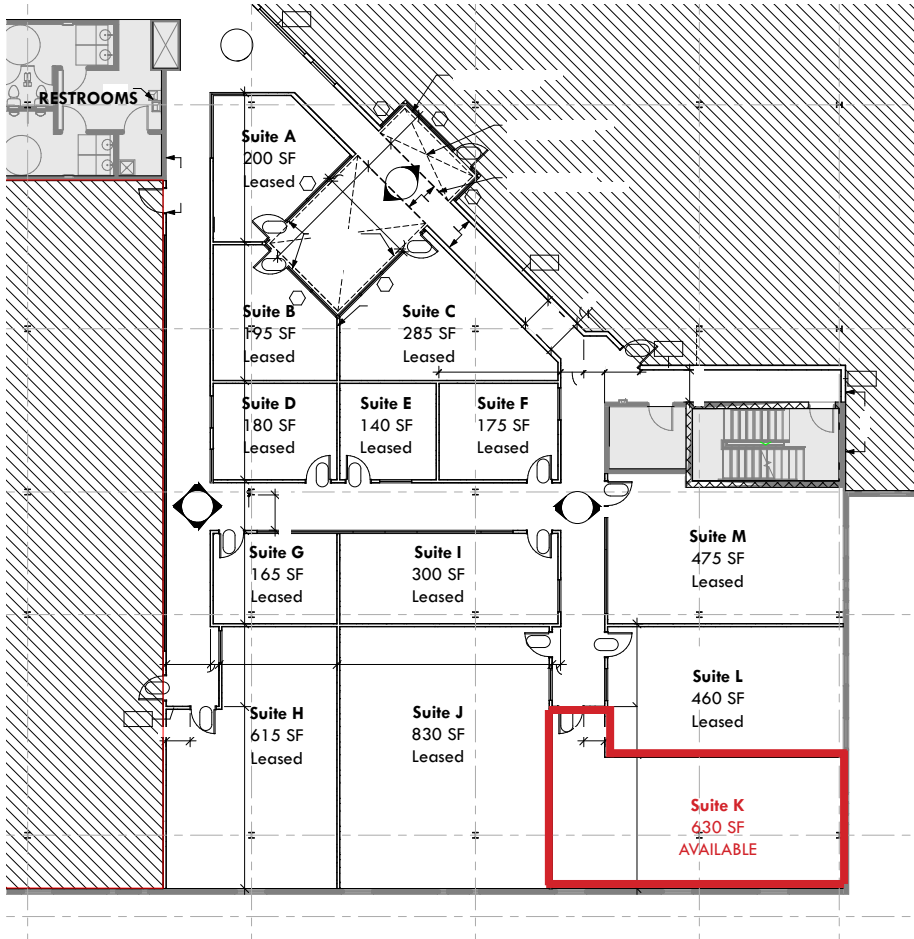 RESTROOMS
Suite A
200 SF
Leased
Suite B
195 SF
Leased
Suite C
285 SF
Leased
Suite D
180 SF
Leased
Suite E
140 SF
Leased
Suite F
175 SF
Leased
Suite G
165 SF
Leased
Suite I
300 SF
Leased
Suite M
475 SF
Leased
Suite L
460 SF
Leased
Suite H
615 SF
Leased
Suite J
830 SF
Leased
Suite K
630 SF
AVAILABLE